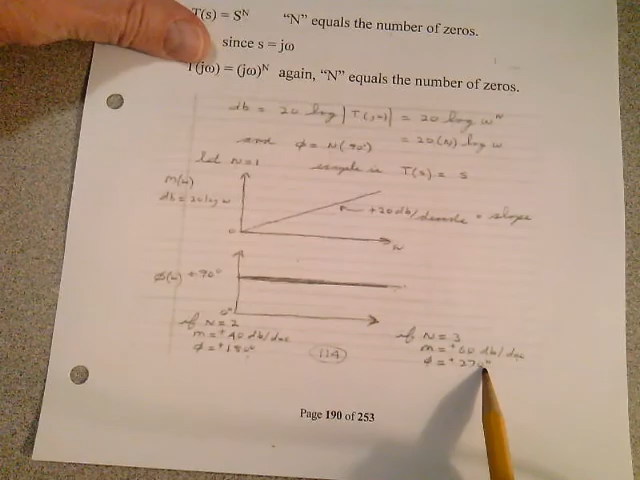 T(s) = S^N "N" equals the number of zeros.
since s = jω
T(jω) = (jω)^N again, "N" equals the number of zeros.
db = 20 log |T(jω)| = 20 log ω^N
and φ = N(90°) = 20(N) log ω
let N=1 example is T(s) = s
M(ω)
db = 20 log ω
+20 db/decade = slope
0
ω
φ(ω) +90°
0°
if N=2
m = +40 db/dec
φ = +180°
if N=3
m = +60 db/dec
φ = +270°
Page 190 of 253